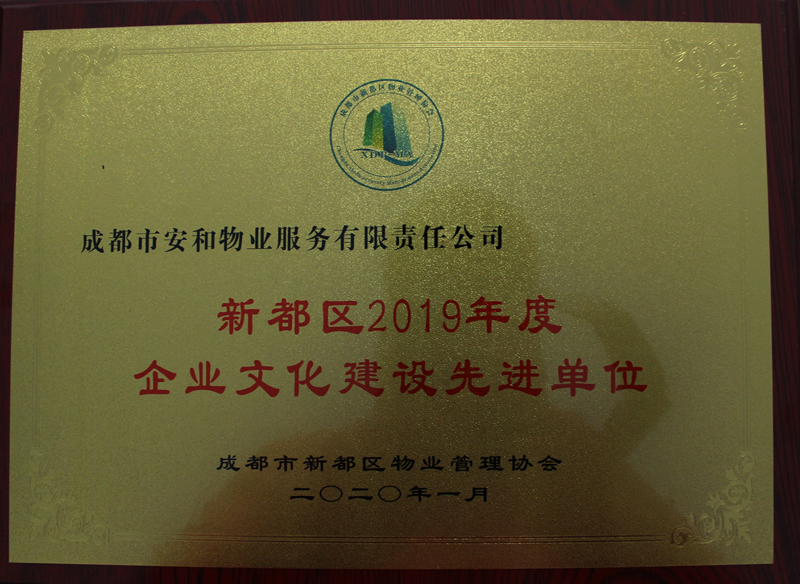 成都市新都区物业管理协会
XDPMA
成都市安和物业服务有限责任公司
新都区2019年度
企业文化建设先进单位
成都市新都区物业管理协会
二〇二〇年一月